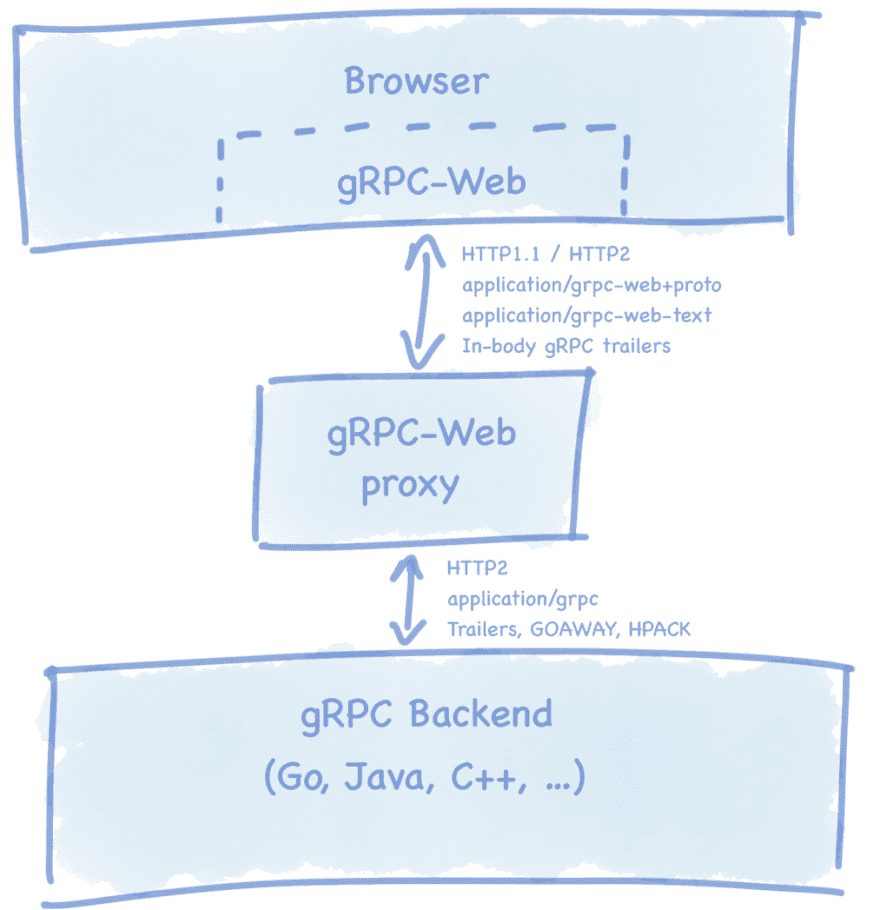 Browser
gRPC-Web
HTTP1.1 / HTTP2
application/grpc-web+proto
application/grpc-web-text
In-body gRPC trailers
gRPC-Web
proxy
HTTP2
application/grpc
Trailers, GOAWAY, HPACK
gRPC Backend
(Go, Java, C++, ...)